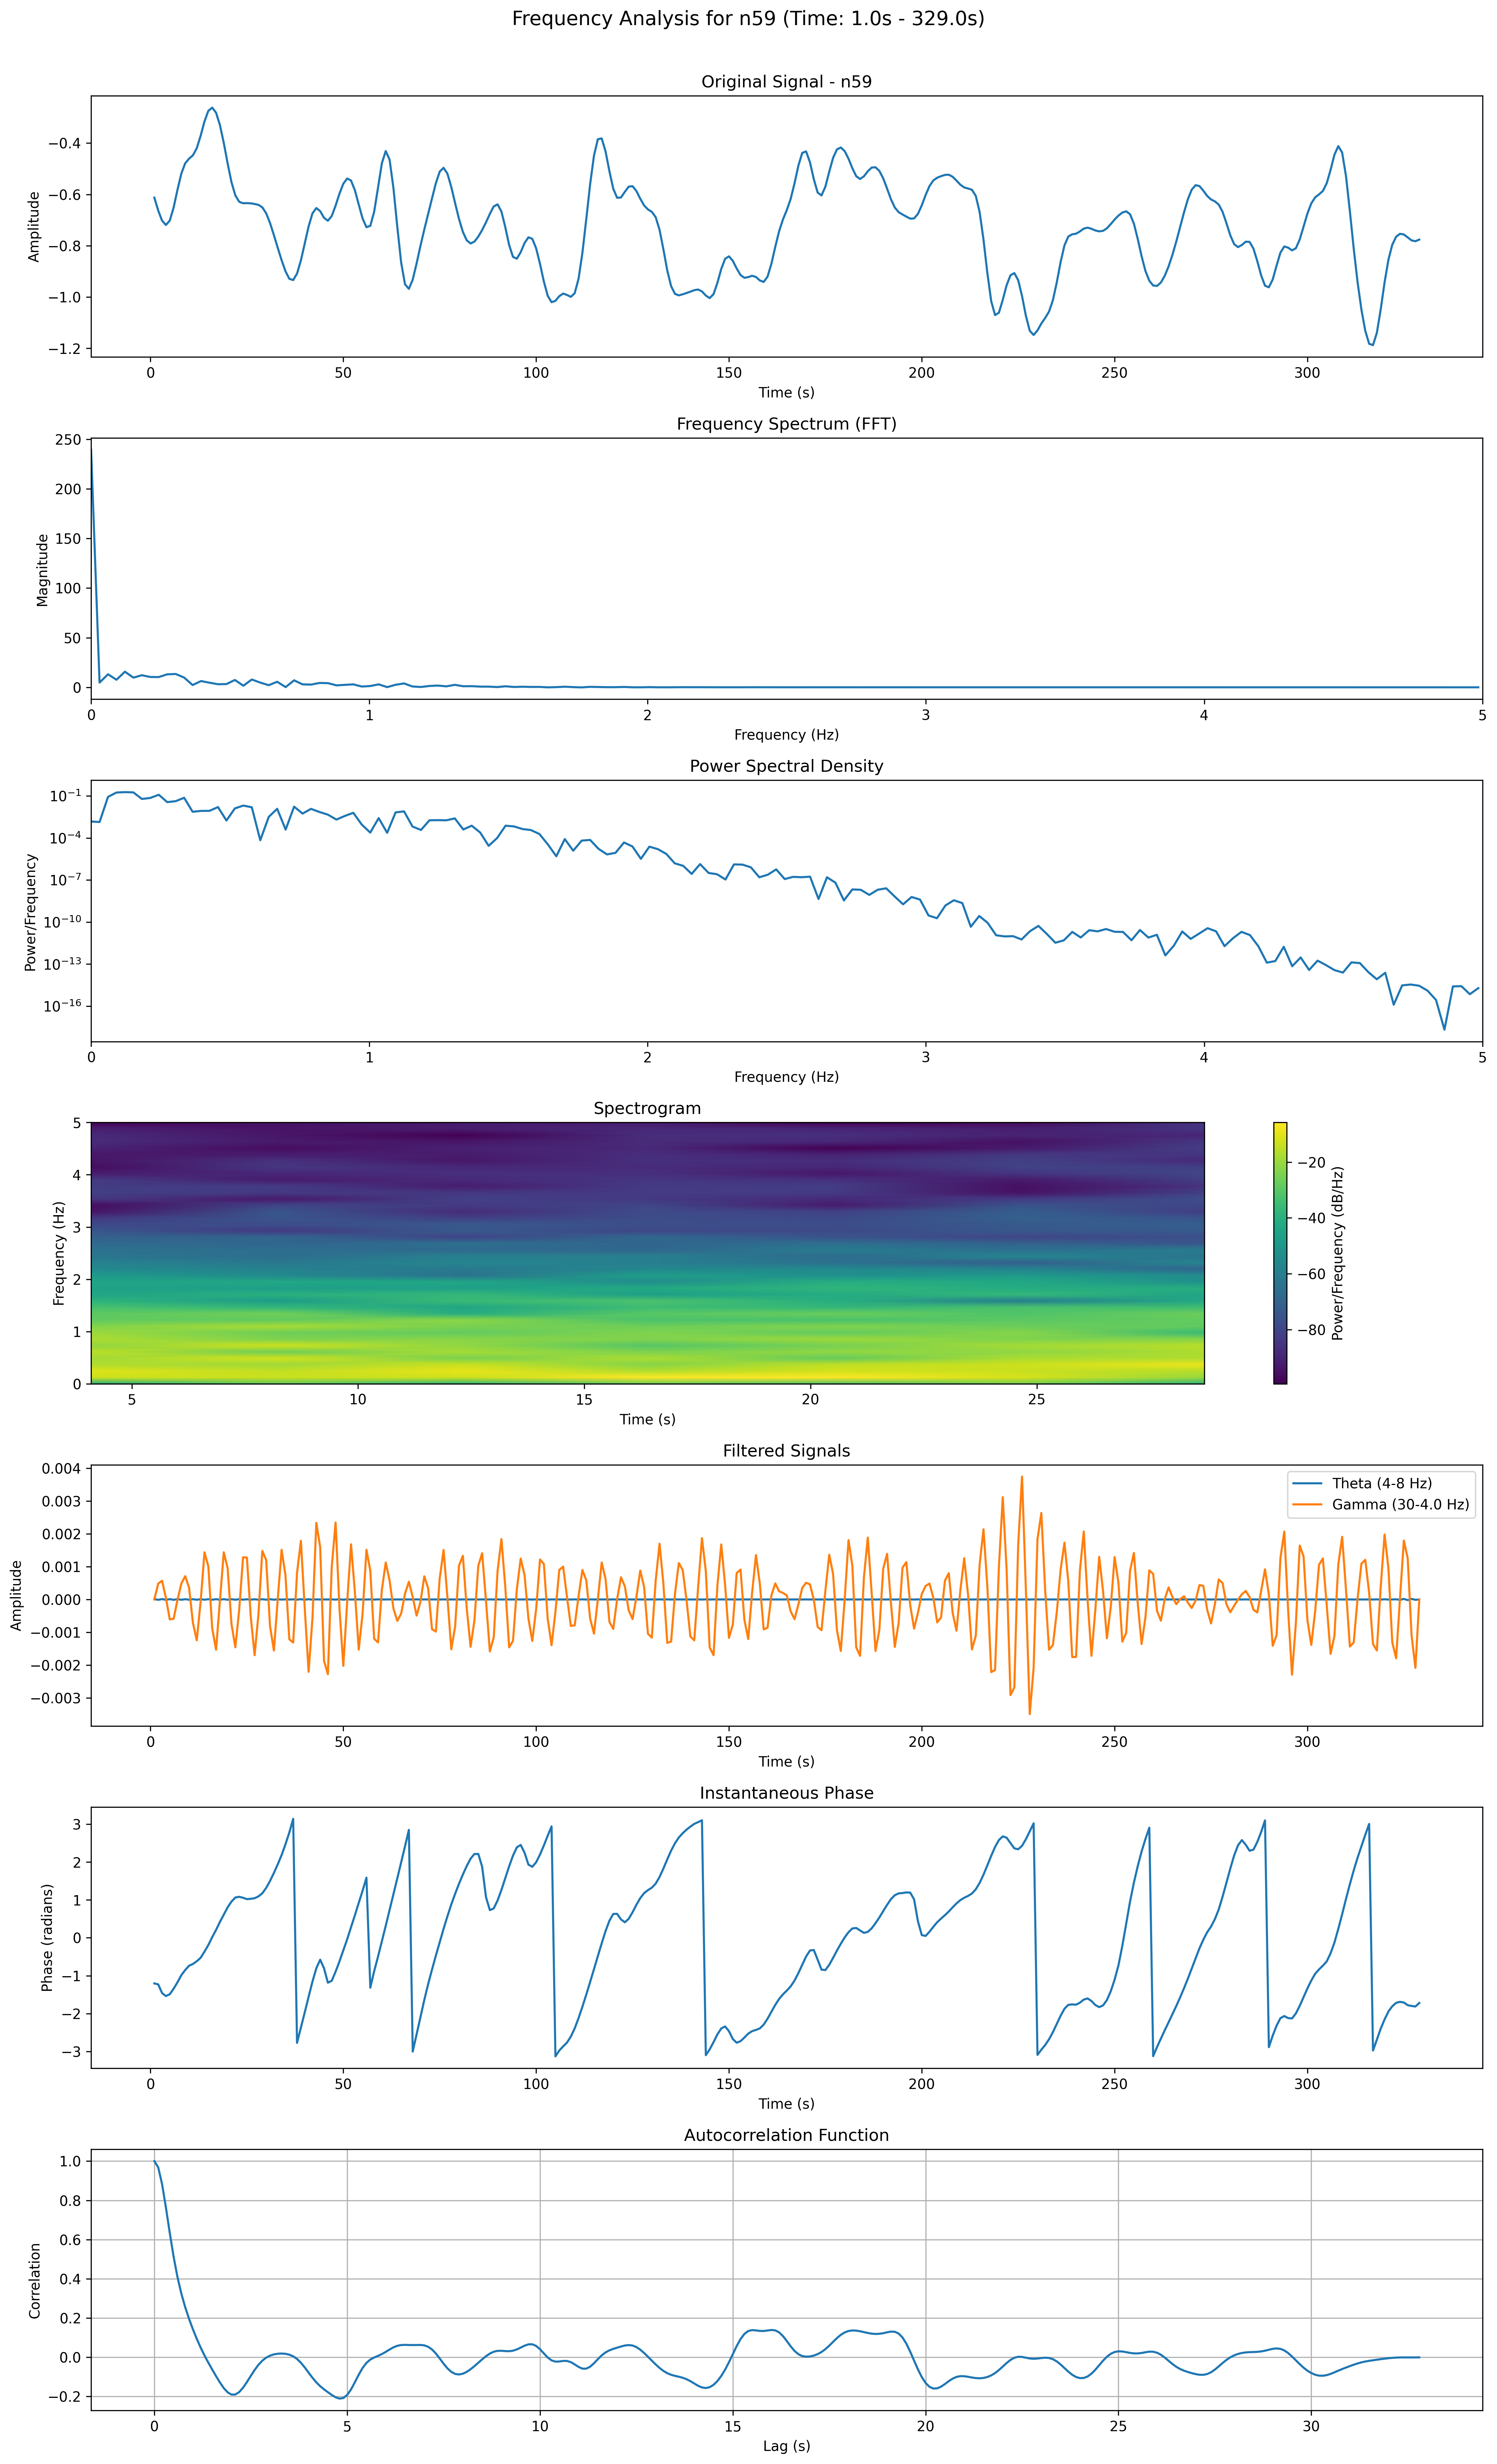 Frequency Analysis for n59 (Time: 1.0s - 329.0s)
Original Signal - n59
Amplitude
−0.4
−0.6
−0.8
−1.0
−1.2
0 50 100 150 200 250 300
Time (s)
Frequency Spectrum (FFT)
Magnitude
250
200
150
100
50
0
0 1 2 3 4 5
Frequency (Hz)
Power Spectral Density
Power/Frequency
10⁻¹
10⁻⁴
10⁻⁷
10⁻¹⁰
10⁻¹³
10⁻¹⁶
0 1 2 3 4 5
Frequency (Hz)
Spectrogram
Frequency (Hz)
5
4
3
2
1
0
5 10 15 20 25
Time (s)
−20
−40
−60
−80
Power/Frequency (dB/Hz)
Filtered Signals
Amplitude
0.004
0.003
0.002
0.001
0.000
−0.001
−0.002
−0.003
Theta (4-8 Hz)
Gamma (30-4.0 Hz)
0 50 100 150 200 250 300
Time (s)
Instantaneous Phase
Phase (radians)
3
2
1
0
−1
−2
−3
0 50 100 150 200 250 300
Time (s)
Autocorrelation Function
Correlation
1.0
0.8
0.6
0.4
0.2
0.0
−0.2
0 5 10 15 20 25 30
Lag (s)